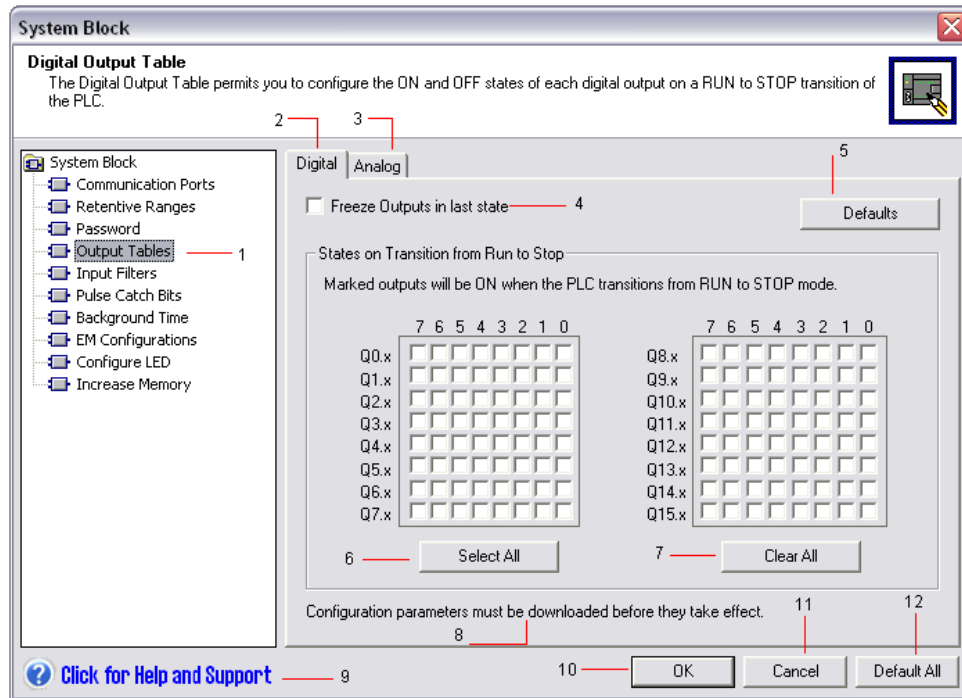 System Block
Digital Output Table
The Digital Output Table permits you to configure the ON and OFF states of each digital output on a RUN to STOP transition of
the PLC.
2
3
System Block
Communication Ports
Retentive Ranges
Password
Output Tables
1
Input Filters
Pulse Catch Bits
Background Time
EM Configurations
Configure LED
Increase Memory
Digital
Analog
5
Freeze Outputs in last state
4
Defaults
States on Transition from Run to Stop
Marked outputs will be ON when the PLC transitions from RUN to STOP mode.
7 6 5 4 3 2 1 0
Q0.x
Q1.x
Q2.x
Q3.x
Q4.x
Q5.x
Q6.x
Q7.x
7 6 5 4 3 2 1 0
Q8.x
Q9.x
Q10.x
Q11.x
Q12.x
Q13.x
Q14.x
Q15.x
6
Select All
7
Clear All
Configuration parameters must be downloaded before they take effect.
8
11
12
Click for Help and Support
9
10
OK
Cancel
Default All